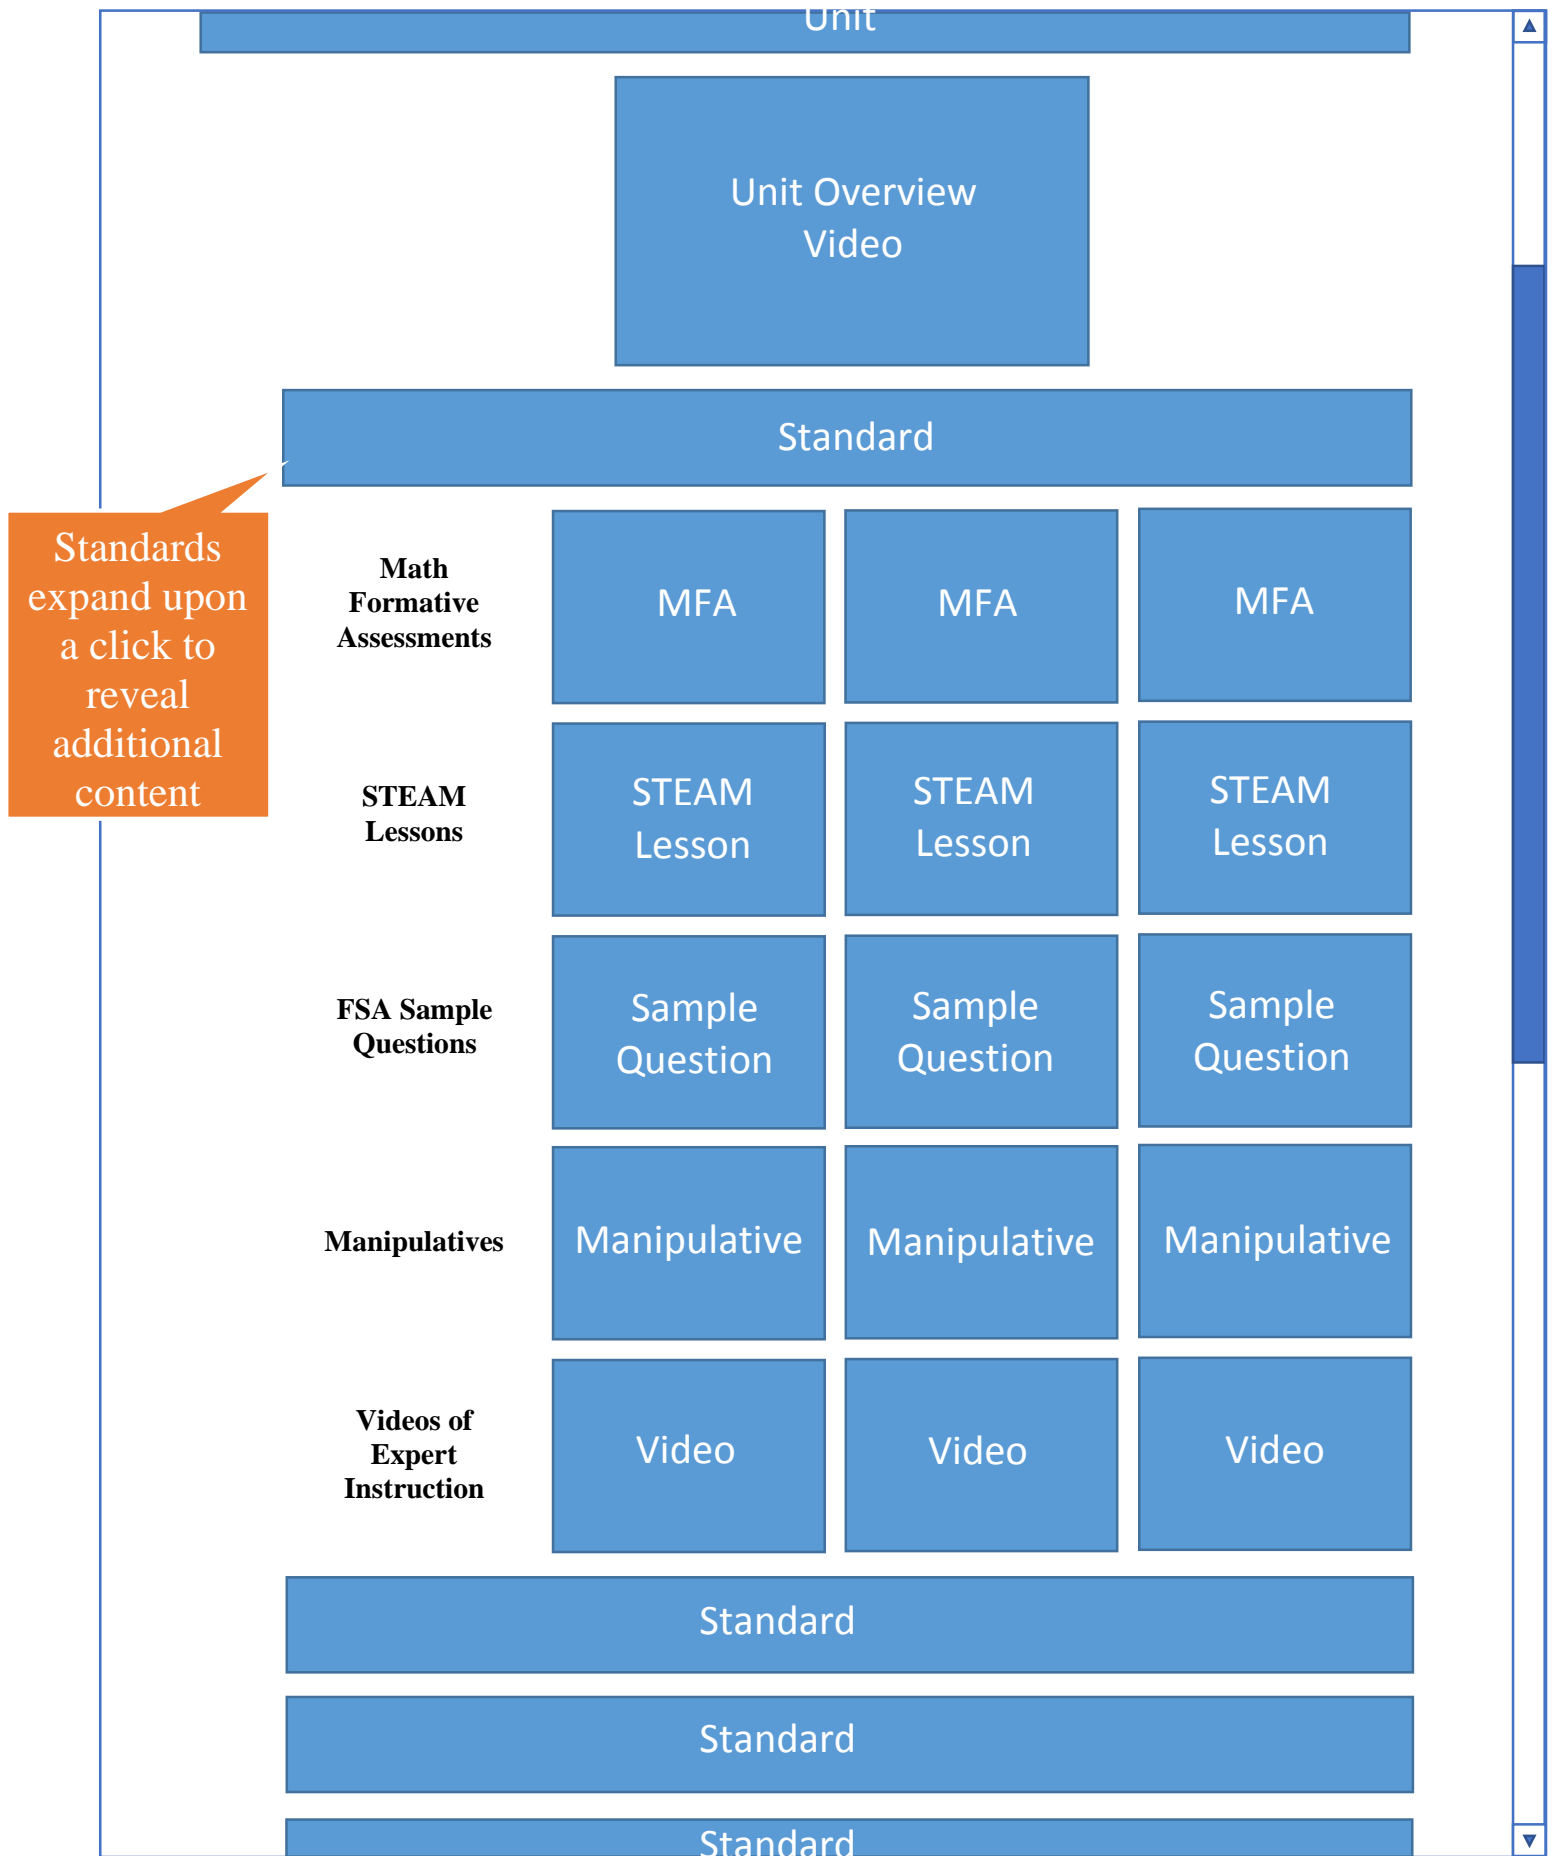 Unit
Unit Overview
Video
Standard
Standards
expand upon
a click to
reveal
additional
content
Math
Formative
Assessments
MFA
MFA
MFA
STEAM
Lessons
STEAM
Lesson
STEAM
Lesson
STEAM
Lesson
FSA Sample
Questions
Sample
Question
Sample
Question
Sample
Question
Manipulatives
Manipulative
Manipulative
Manipulative
Videos of
Expert
Instruction
Video
Video
Video
Standard
Standard
Standard